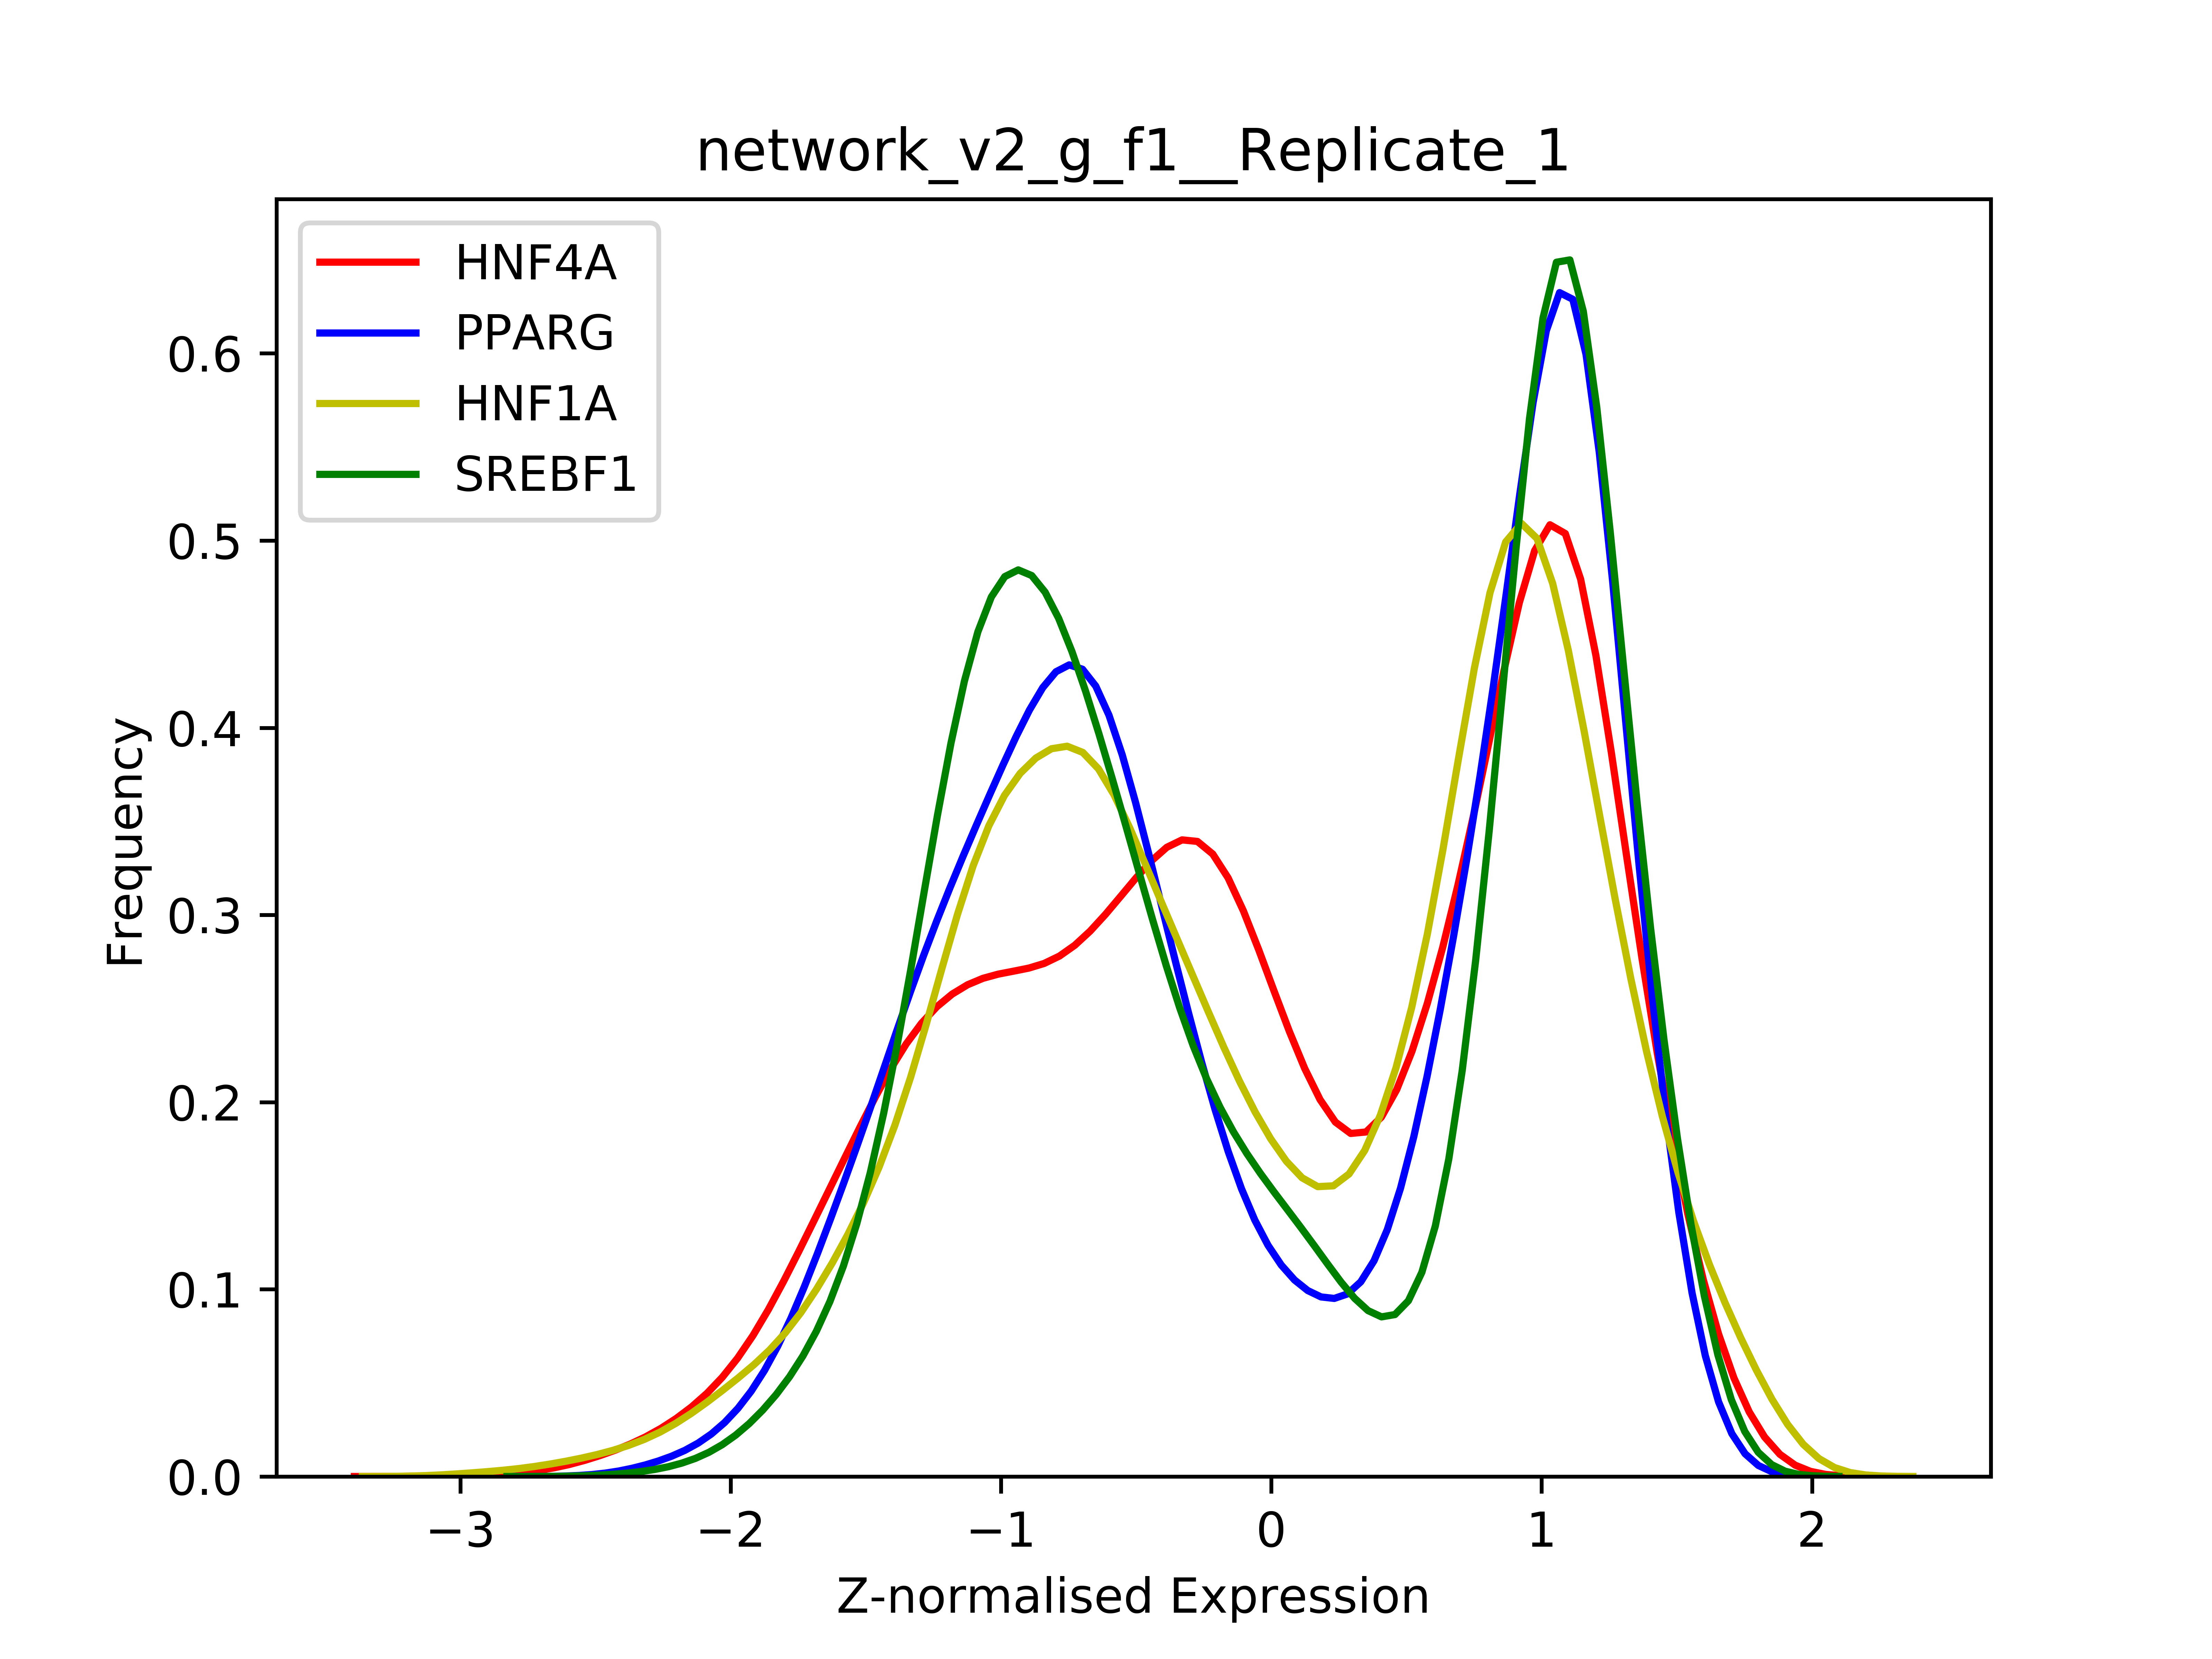 network_v2_g_f1__Replicate_1
HNF4A
PPARG
HNF1A
SREBF1
Frequency
0.6
0.5
0.4
0.3
0.2
0.1
0.0
−3 −2 −1 0 1 2
Z-normalised Expression